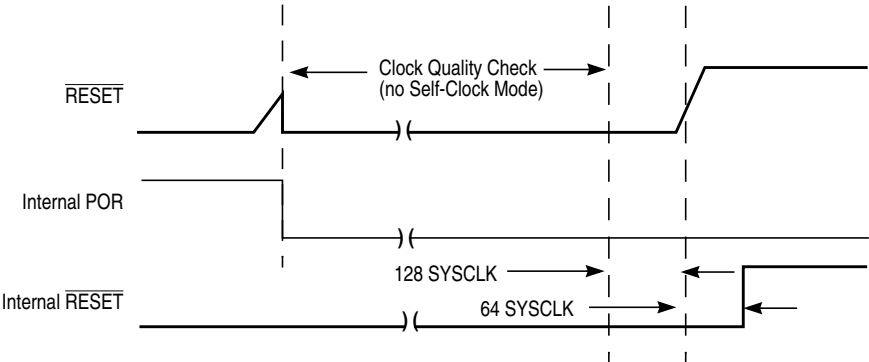 Clock Quality Check
(no Self-Clock Mode)
RESET
Internal POR
128 SYSCLK
Internal RESET
64 SYSCLK